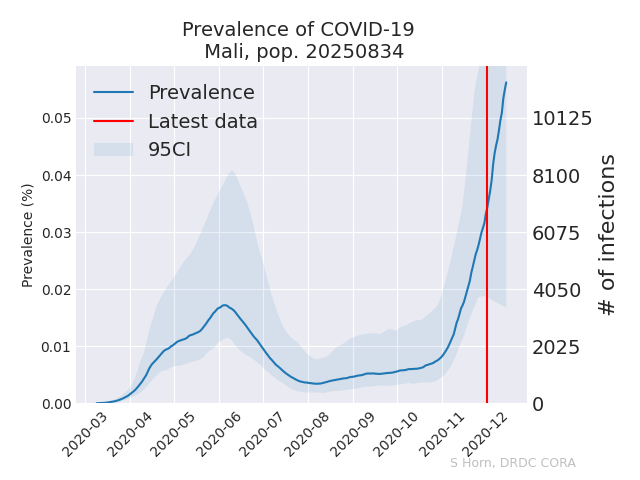 Prevalence of COVID-19
Mali, pop. 20250834
Prevalence
Latest data
95CI
Prevalence (%)
0.05
0.04
0.03
0.02
0.01
0.00
10125
8100
6075
4050
2025
0
# of infections
2020-03
2020-04
2020-05
2020-06
2020-07
2020-08
2020-09
2020-10
2020-11
2020-12
S Horn, DRDC CORA